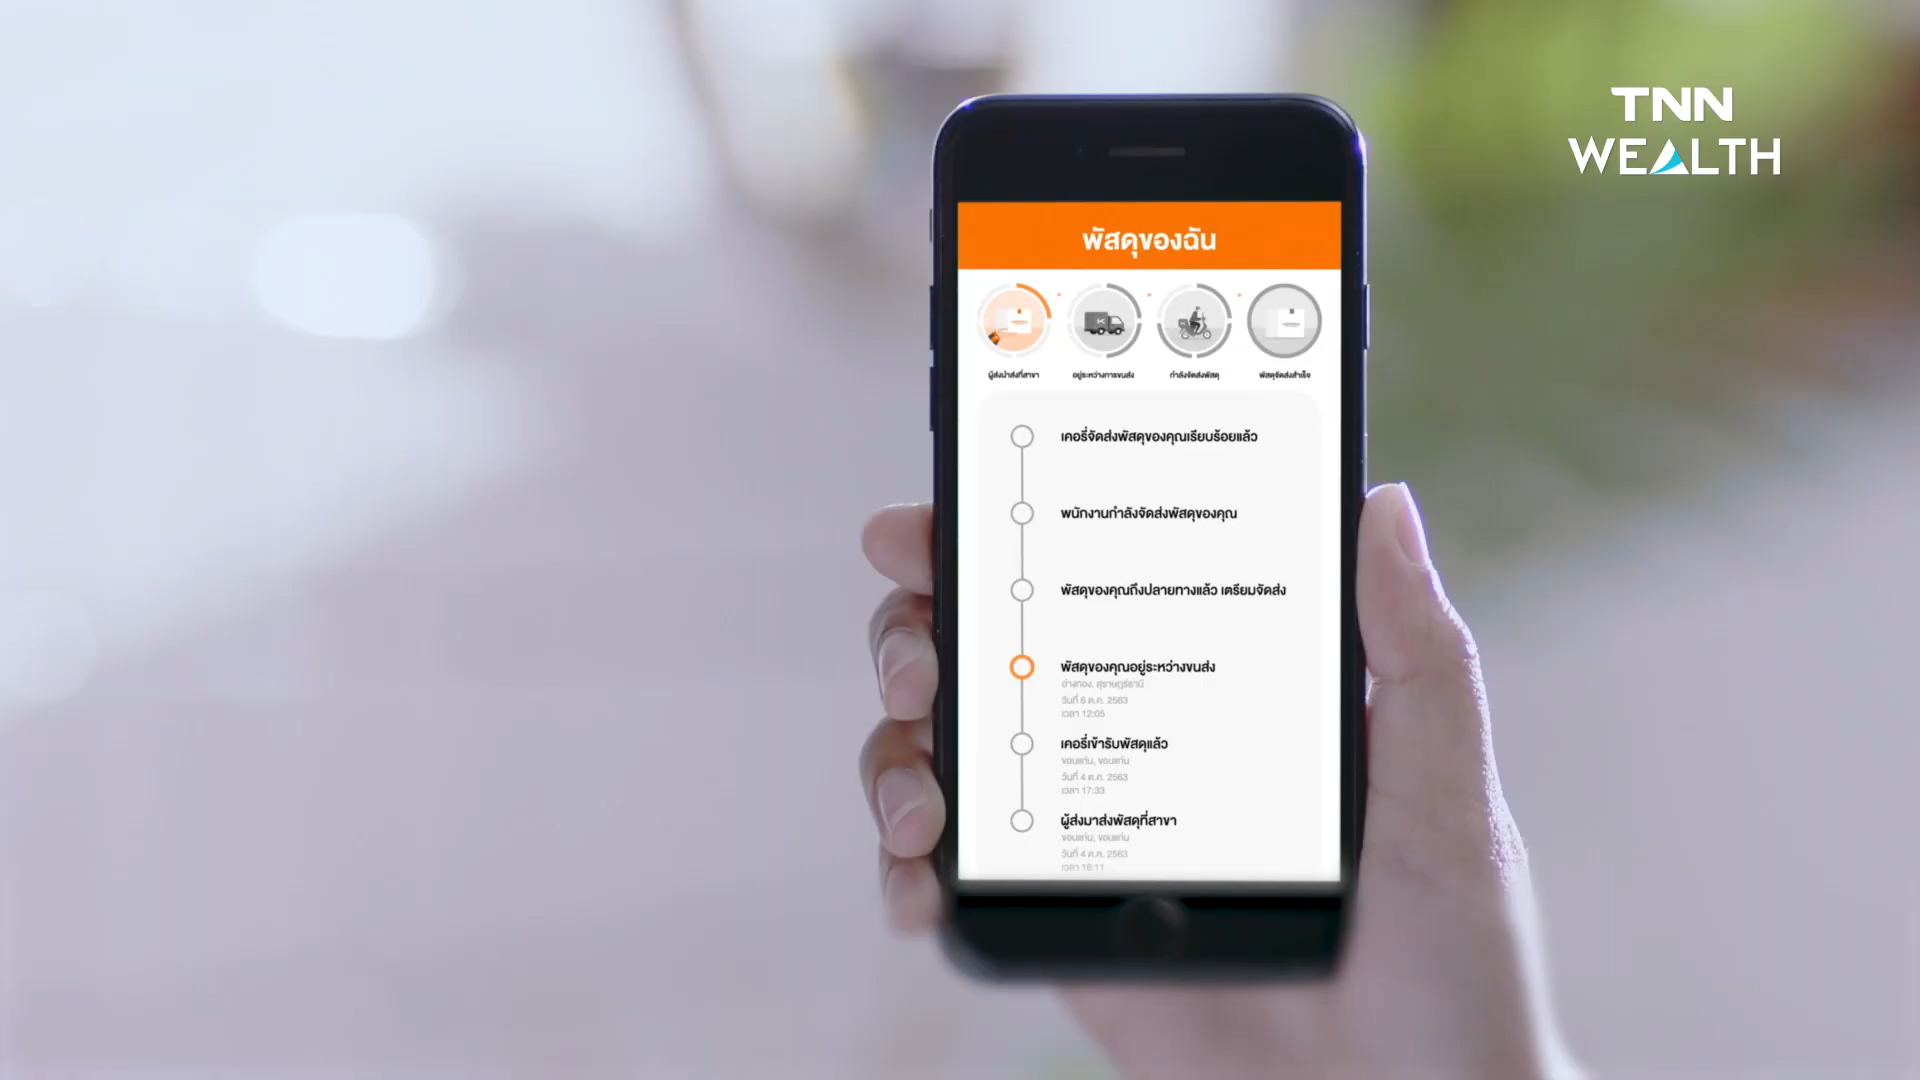 TNN
WEALTH
พัสดุของฉัน
ผู้ส่งนำส่งที่สาขา
อยู่ระหว่างการขนส่ง
กำลังจัดส่งพัสดุ
พัสดุจัดส่งสำเร็จ
เคอรี่จัดส่งพัสดุของคุณเรียบร้อยแล้ว
พนักงานกำลังจัดส่งพัสดุของคุณ
พัสดุของคุณถึงปลายทางแล้ว เตรียมจัดส่ง
พัสดุของคุณอยู่ระหว่างขนส่ง
อ่างทอง, สุราษฎร์ธานี
วันที่ 6 ต.ค. 2563
เวลา 12:05
เคอรี่เข้ารับพัสดุแล้ว
ขอนแก่น, ขอนแก่น
วันที่ 4 ต.ค. 2563
เวลา 17:33
ผู้ส่งมาส่งพัสดุที่สาขา
ขอนแก่น, ขอนแก่น
วันที่ 4 ต.ค. 2563
เวลา 16:11